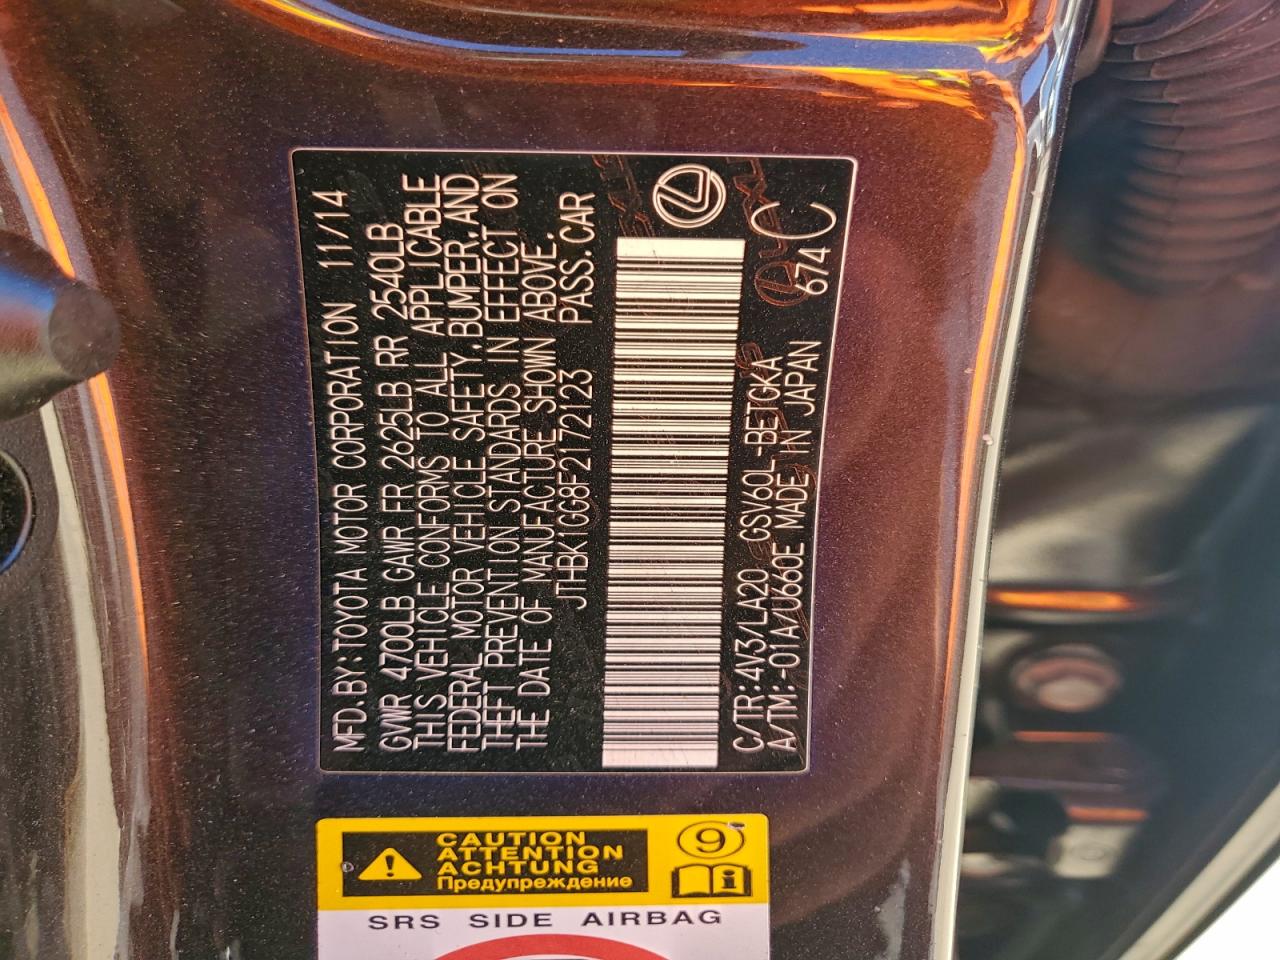 MFD.BY:TOYOTA MOTOR CORPORATION 11/14
GVWR 4700LB GAWR FR 2625LB RR 2540LB
THIS VEHICLE CONFORMS TO ALL APPLICABLE
FEDERAL MOTOR VEHICLE SAFETY,BUMPER,AND
THEFT PREVENTION STANDARDS IN EFFECT ON
THE DATE OF MANUFACTURE SHOWN ABOVE.
JTHBK1GG8F2172123 PASS.CAR
C/TR:4V3/LA20 GSV60L-BETGKA
A/TM:-01A/U660E MADE IN JAPAN 674 C
CAUTION
ATTENTION
ACHTUNG
Предупреждение
9
i
SRS SIDE AIRBAG